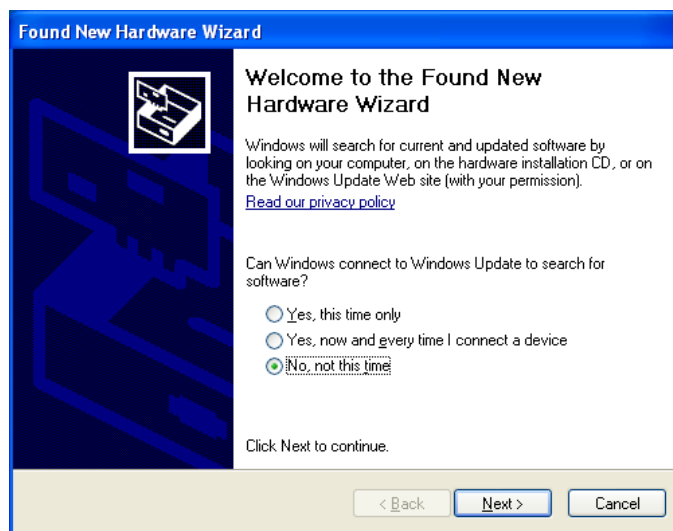 Found New Hardware Wizard
Welcome to the Found New
Hardware Wizard
Windows will search for current and updated software by
looking on your computer, on the hardware installation CD, or on
the Windows Update Web site (with your permission).
Read our privacy policy
Can Windows connect to Windows Update to search for
software?
Yes, this time only
Yes, now and every time I connect a device
No, not this time
Click Next to continue.
< Back Next > Cancel